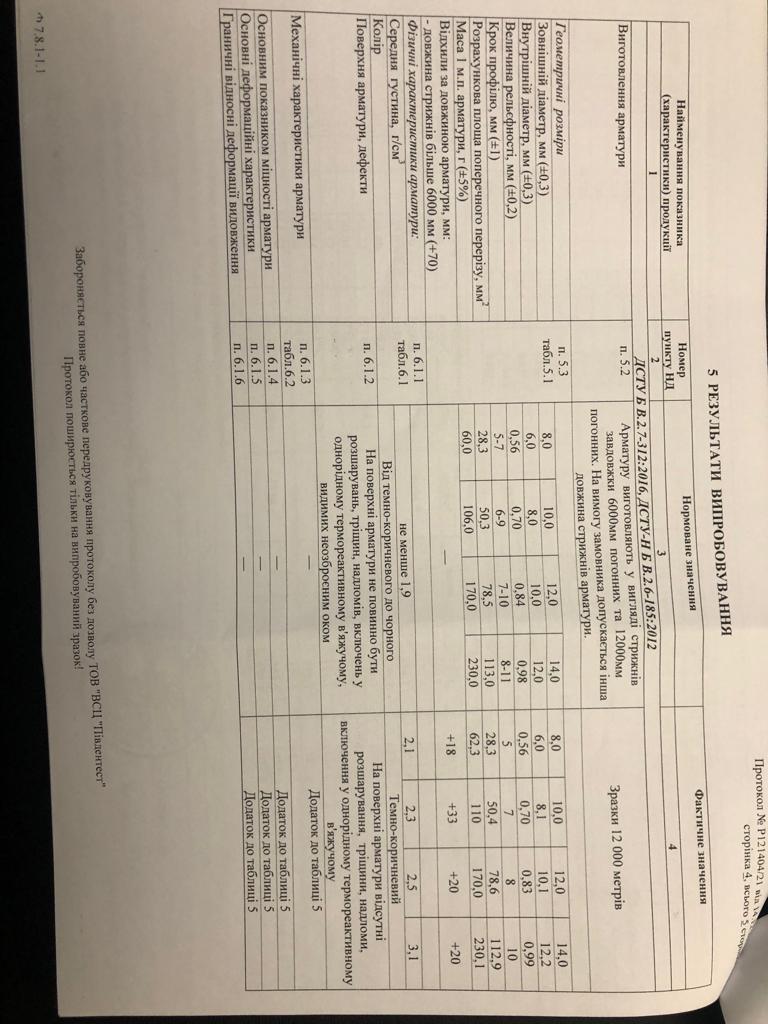 Протокол № Р121404/21 від 14
сторінка 4, всього 5
5 РЕЗУЛЬТАТИ ВИПРОБОВУВАННЯ
Найменування показника (характеристики) продукції
Номер пункту НД
Нормоване значення
Фактичне значення
1 2 3 4
ДСТУ Б В.2.7-312:2016, ДСТУ-Н Б В.2.6-185:2012
Виготовлення арматури
п. 5.2
Арматуру виготовляють у вигляді стрижнів
завдовжки 6000мм погонних та 12000мм
погонних. На вимогу замовника допускається інша
довжина стрижнів арматури.
Зразки 12 000 метрів
Геометричні розміри п. 5.3
табл.5.1
Зовнішній діаметр, мм (±0,3) 8,0 10,0 12,0 14,0 8,0 10,0 12,0 14,0
Внутрішній діаметр, мм (±0,3) 6,0 8,0 10,0 12,0 6,0 8,1 10,1 12,2
Величина рельєфності, мм (±0,2) 0,56 0,70 0,84 0,98 0,56 0,70 0,83 0,99
Крок профілю, мм (±1) 5-7 6-9 7-10 8-11 5 7 8 10
Розрахункова площа поперечного перерізу, мм2 28,3 50,3 78,5 113,0 28,3 50,4 78,6 112,9
Маса 1 м.п. арматури, г (±5%) 60,0 106,0 170,0 230,0 62,3 110 170,0 230,1
Відхили за довжиною арматури, мм:
- довжина стрижнів більше 6000 мм (+70) — +18 +33 +20 +20
Фізичні характеристики арматури: п. 6.1.1
табл.6.1
Середня густина, г/см3 не менше 1,9 2,1 2,3 2,5 3,1
Колір Від темно-коричневого до чорного Темно-коричневий
Поверхня арматури, дефекти
п. 6.1.2
На поверхні арматури не повинно бути
розшарувань, тріщин, надломів, включень у
однорідному термореактивному в'яжучому,
видимих неозброєним оком
На поверхні арматури відсутні
розшарування, тріщини, надломи,
включення у однорідному термореактивному
в'яжучому
Механічні характеристики арматури п. 6.1.3
табл.6.2 — Додаток до таблиці 5
Основним показником міцності арматури п. 6.1.4 — Додаток до таблиці 5
Основні деформаційні характеристики п. 6.1.5 — Додаток до таблиці 5
Граничні відносні деформації видовження п. 6.1.6 — Додаток до таблиці 5
Забороняється повне або часткове передруковування протоколу без дозволу ТОВ "ВСЦ "Південтест"
Протокол поширюється тільки на випробовуваний зразок!
Ф 7.8.1-1.1